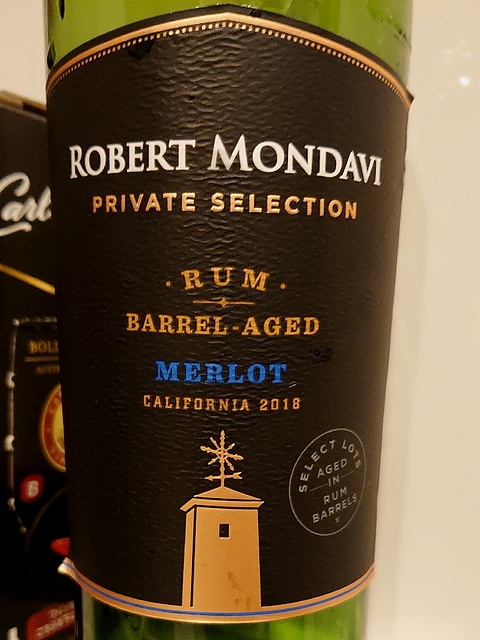 ROBERT MONDAVI
PRIVATE SELECTION
· RUM ·
BARREL-AGED
MERLOT
CALIFORNIA 2018
SELECT LOTS
AGED
IN
RUM
BARRELS
B